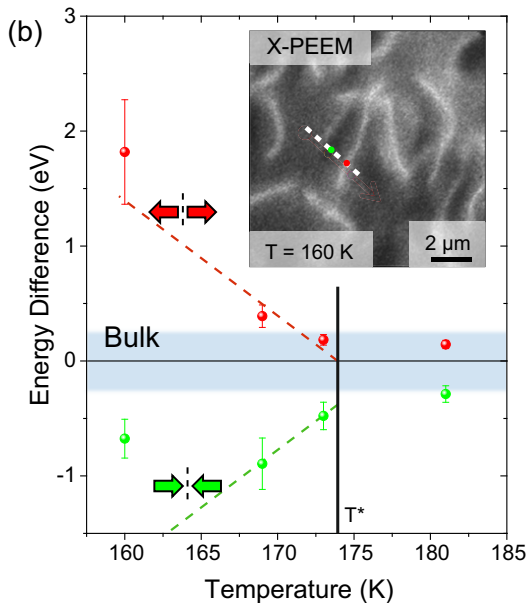 (b)
3
2
1
0
-1
Energy Difference (eV)
X-PEEM
T = 160 K
2 µm
Bulk
T*
160 165 170 175 180 185
Temperature (K)